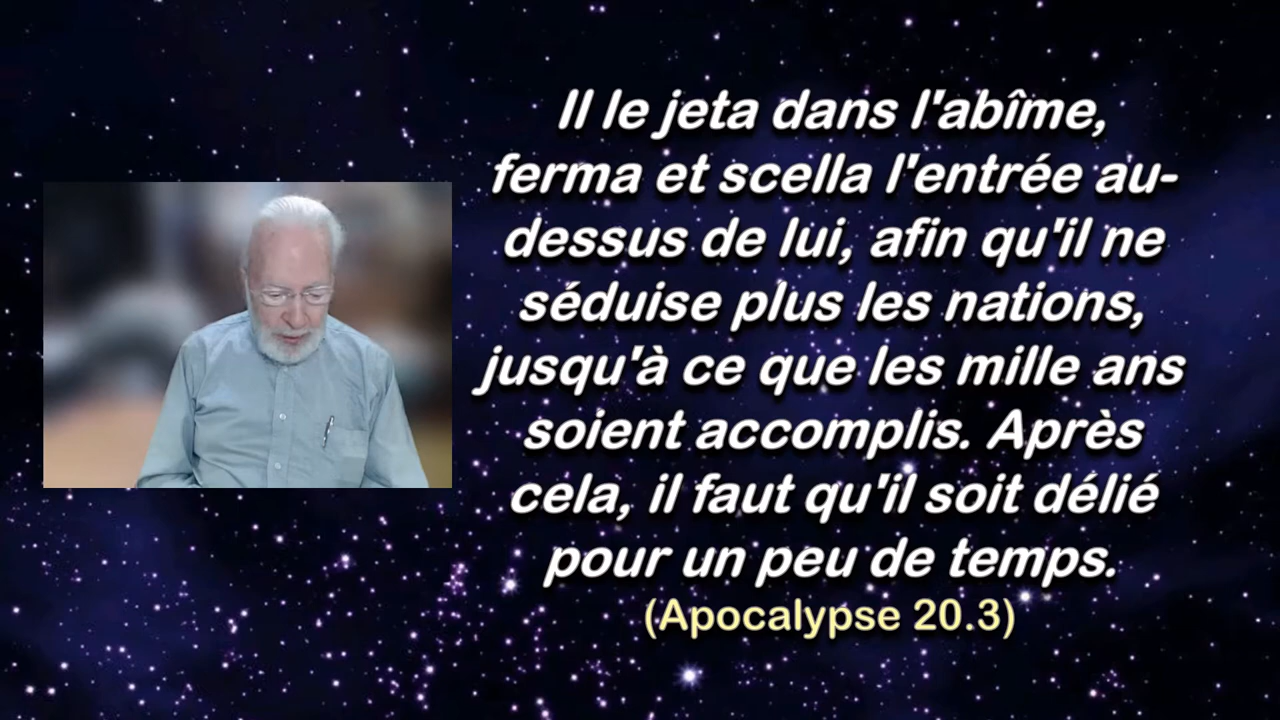 Il le jeta dans l'abîme,
ferma et scella l'entrée au-
dessus de lui, afin qu'il ne
séduise plus les nations,
jusqu'à ce que les mille ans
soient accomplis. Après
cela, il faut qu'il soit délié
pour un peu de temps.
(Apocalypse 20.3)